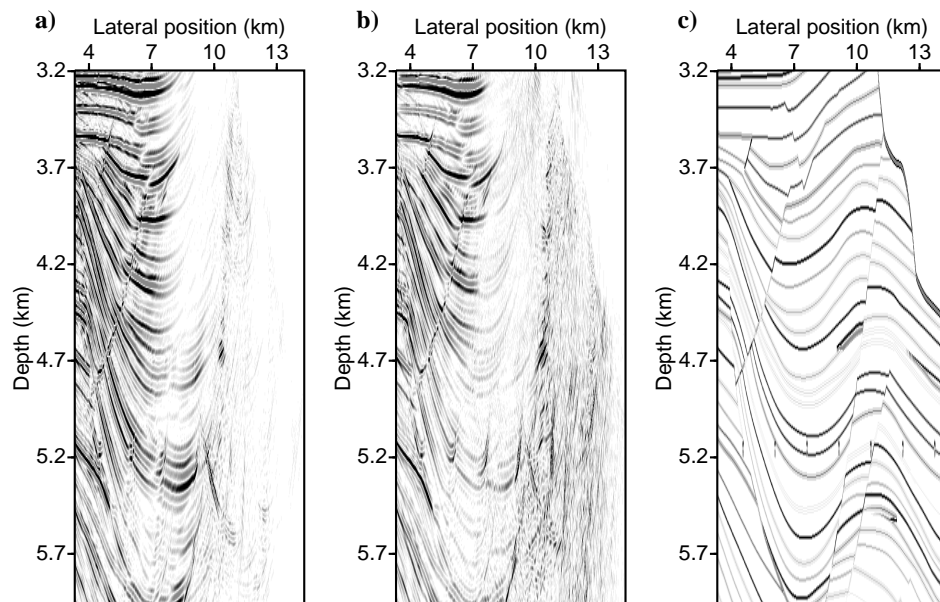 a) Lateral position (km)
4 7 10 13
3.2
3.7
4.2
4.7
5.2
5.7
Depth (km)
b) Lateral position (km)
4 7 10 13
3.2
3.7
4.2
4.7
5.2
5.7
Depth (km)
c) Lateral position (km)
4 7 10 13
3.2
3.7
4.2
4.7
5.2
5.7
Depth (km)